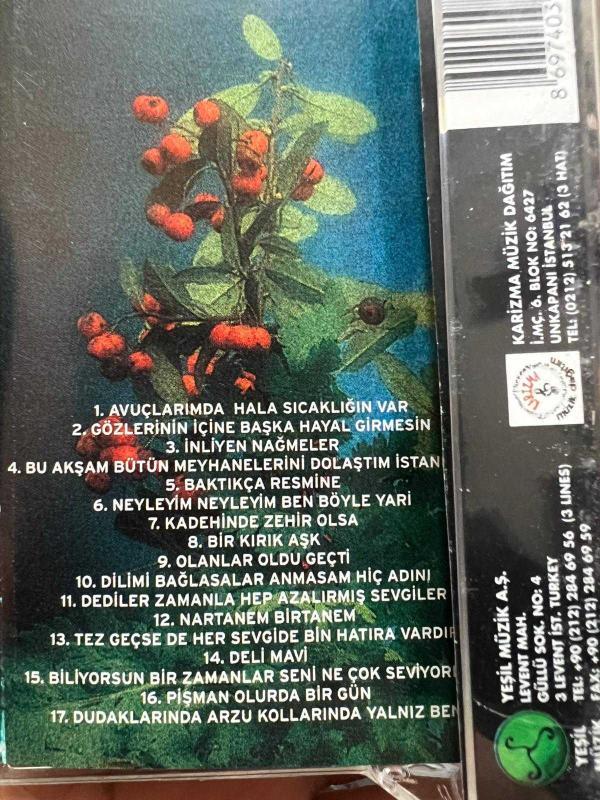 1. AVUÇLARIMDA HALA SICAKLIĞIN VAR
2. GÖZLERİNİN İÇİNE BAŞKA HAYAL GİRMESİN
3. İNLİYEN NAĞMELER
4. BU AKŞAM BÜTÜN MEYHANELERİNİ DOLAŞTIM İSTAN
5. BAKTIKÇA RESMİNE
6. NEYLEYİM NEYLEYİM BEN BÖYLE YARİ
7. KADEHİNDE ZEHİR OLSA
8. BİR KIRIK AŞK
9. OLANLAR OLDU GEÇTİ
10. DİLİMİ BAĞLASALAR ANMASAM HİÇ ADINI
11. DEDİLER ZAMANLA HEP AZALIRMIŞ SEVGİLER
12. NARTANEM BİRTANEM
13. TEZ GEÇSE DE HER SEVGİDE BİN HATIRA VARDIR
14. DELİ MAVİ
15. BİLİYORSUN BİR ZAMANLAR SENİ NE ÇOK SEVİYOR
16. PİŞMAN OLURDA BİR GÜN
17. DUDAKLARINDA ARZU KOLLARINDA YALNIZ BEN
8 697403
KARİZMA MÜZİK DAĞITIM
İ.MÇ. 6. BLOK NO: 6427
UNKAPANI İSTANBUL
TEL: (0212) 513 21 62 (3 HAT)
YEŞİL MÜZİK A.Ş.
LEVENT MAH.
GÜLLÜ SOK. NO: 4
3 LEVENT İST. TURKEY
TEL: +90 (212) 284 69 56 (3 LINES)
FAX: +90 (212) 284 69 59
YEŞİL
MÜZİK